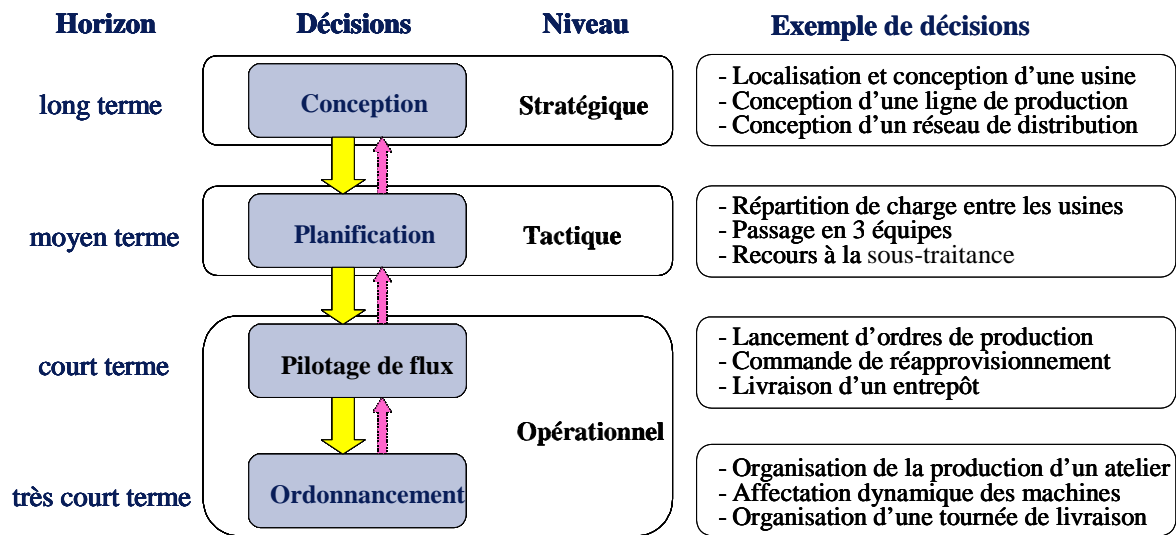 Horizon
Décisions
Niveau
Exemple de décisions
long terme
Conception
Stratégique
- Localisation et conception d’une usine
- Conception d’une ligne de production
- Conception d’un réseau de distribution
moyen terme
Planification
Tactique
- Répartition de charge entre les usines
- Passage en 3 équipes
- Recours à la sous-traitance
court terme
Pilotage de flux
- Lancement d’ordres de production
- Commande de réapprovisionnement
- Livraison d’un entrepôt
Opérationnel
très court terme
Ordonnancement
- Organisation de la production d’un atelier
- Affectation dynamique des machines
- Organisation d’une tournée de livraison